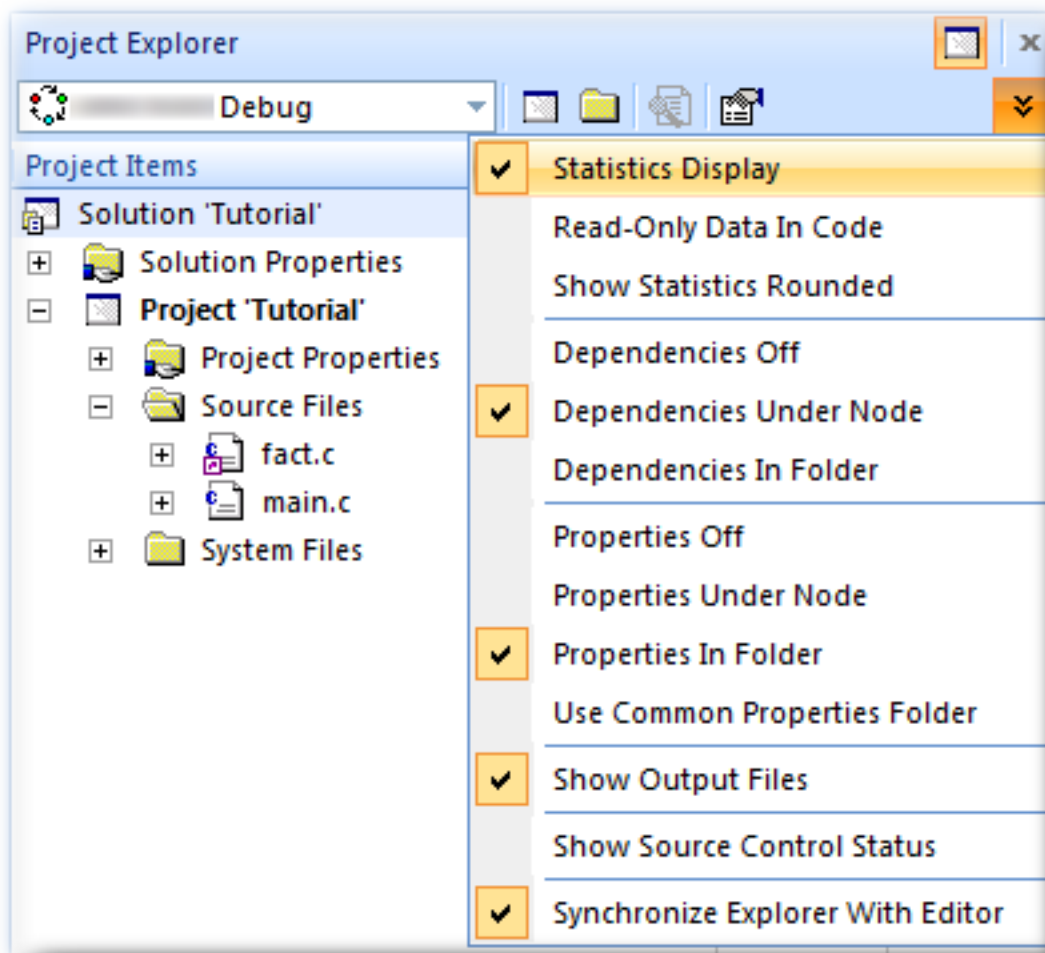 Project Explorer
Debug
Project Items
Solution 'Tutorial'
Solution Properties
Project 'Tutorial'
Project Properties
Source Files
fact.c
main.c
System Files
Statistics Display
Read-Only Data In Code
Show Statistics Rounded
Dependencies Off
Dependencies Under Node
Dependencies In Folder
Properties Off
Properties Under Node
Properties In Folder
Use Common Properties Folder
Show Output Files
Show Source Control Status
Synchronize Explorer With Editor